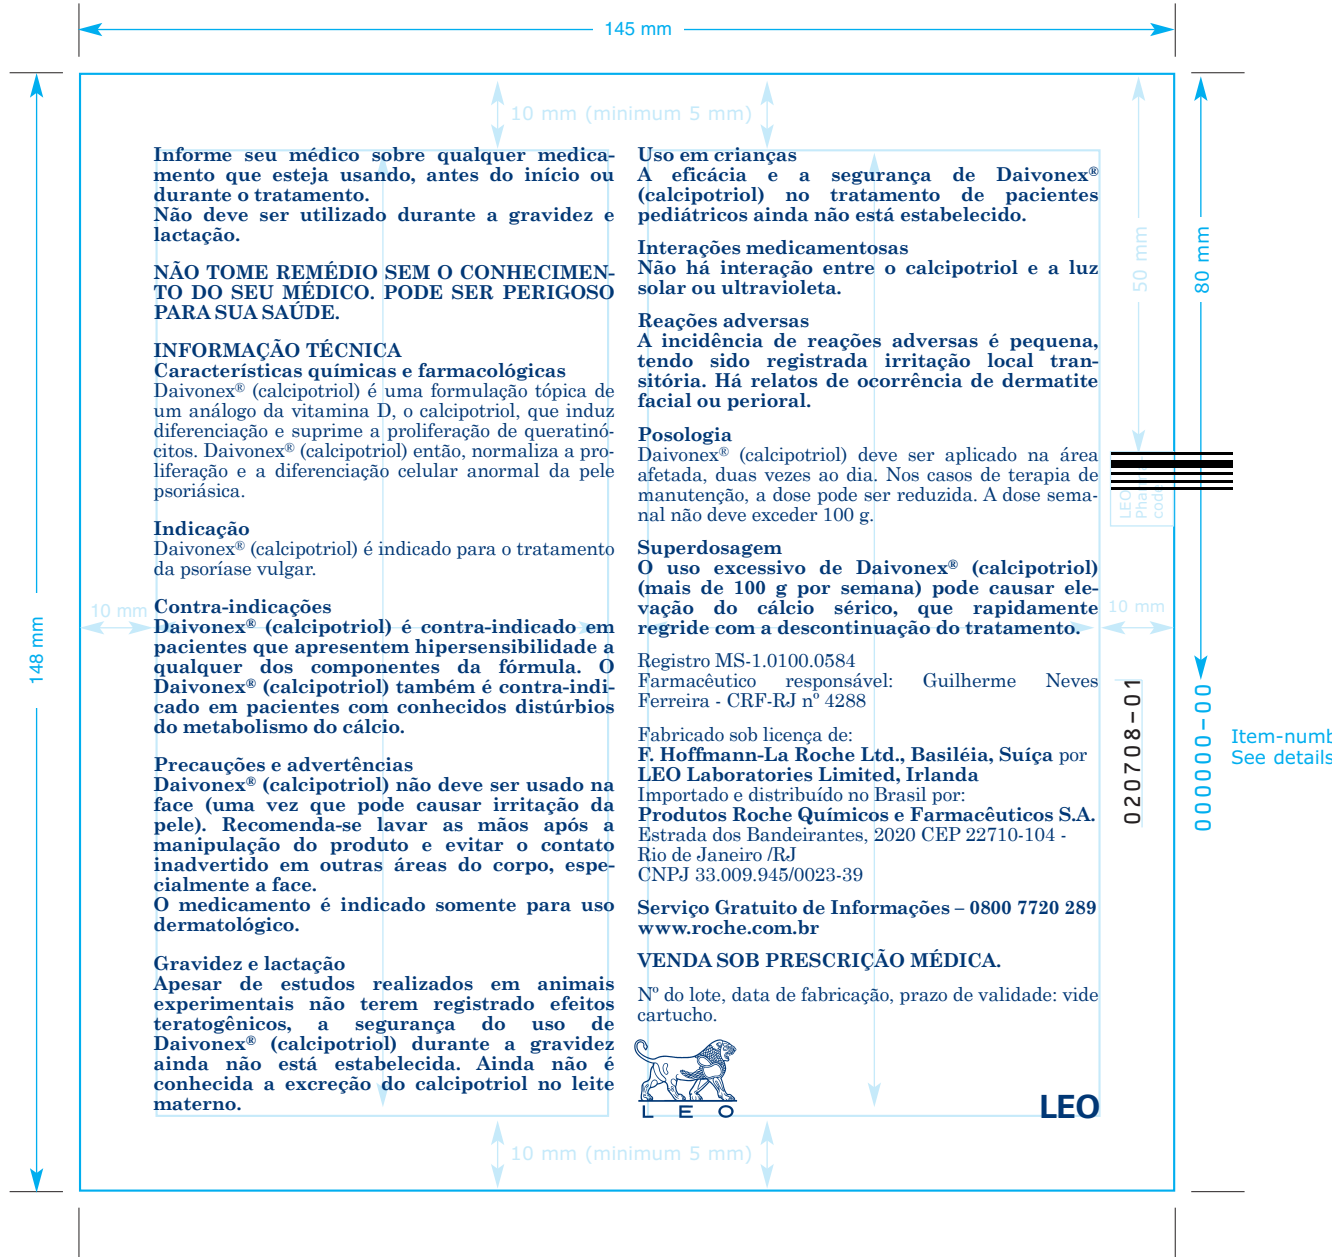 145 mm
10 mm (minimum 5 mm)
Informe seu médico sobre qualquer medica-
mento que esteja usando, antes do início ou
durante o tratamento.
Não deve ser utilizado durante a gravidez e
lactação.
NÃO TOME REMÉDIO SEM O CONHECIMEN-
TO DO SEU MÉDICO. PODE SER PERIGOSO
PARA SUA SAÚDE.
INFORMAÇÃO TÉCNICA
Características químicas e farmacológicas
Daivonex® (calcipotriol) é uma formulação tópica de
um análogo da vitamina D, o calcipotriol, que induz
diferenciação e suprime a proliferação de queratinó-
citos. Daivonex® (calcipotriol) então, normaliza a pro-
liferação e a diferenciação celular anormal da pele
psoriásica.
Indicação
Daivonex® (calcipotriol) é indicado para o tratamento
da psoríase vulgar.
Contra-indicações
Daivonex® (calcipotriol) é contra-indicado em
pacientes que apresentem hipersensibilidade a
qualquer dos componentes da fórmula. O
Daivonex® (calcipotriol) também é contra-indi-
cado em pacientes com conhecidos distúrbios
do metabolismo do cálcio.
Precauções e advertências
Daivonex® (calcipotriol) não deve ser usado na
face (uma vez que pode causar irritação da
pele). Recomenda-se lavar as mãos após a
manipulação do produto e evitar o contato
inadvertido em outras áreas do corpo, espe-
cialmente a face.
O medicamento é indicado somente para uso
dermatológico.
Gravidez e lactação
Apesar de estudos realizados em animais
experimentais não terem registrado efeitos
teratogênicos, a segurança do uso de
Daivonex® (calcipotriol) durante a gravidez
ainda não está estabelecida. Ainda não é
conhecida a excreção do calcipotriol no leite
materno.
Uso em crianças
A eficácia e a segurança de Daivonex®
(calcipotriol) no tratamento de pacientes
pediátricos ainda não está estabelecido.
Interações medicamentosas
Não há interação entre o calcipotriol e a luz
solar ou ultravioleta.
Reações adversas
A incidência de reações adversas é pequena,
tendo sido registrada irritação local tran-
sitória. Há relatos de ocorrência de dermatite
facial ou perioral.
Posologia
Daivonex® (calcipotriol) deve ser aplicado na área
afetada, duas vezes ao dia. Nos casos de terapia de
manutenção, a dose pode ser reduzida. A dose sema-
nal não deve exceder 100 g.
Superdosagem
O uso excessivo de Daivonex® (calcipotriol)
(mais de 100 g por semana) pode causar ele-
vação do cálcio sérico, que rapidamente
regride com a descontinuação do tratamento.
Registro MS-1.0100.0584
Farmacêutico responsável: Guilherme Neves
Ferreira - CRF-RJ nº 4288
Fabricado sob licença de:
F. Hoffmann-La Roche Ltd., Basiléia, Suíça por
LEO Laboratories Limited, Irlanda
Importado e distribuído no Brasil por:
Produtos Roche Químicos e Farmacêuticos S.A.
Estrada dos Bandeirantes, 2020 CEP 22710-104 -
Rio de Janeiro /RJ
CNPJ 33.009.945/0023-39
Serviço Gratuito de Informações – 0800 7720 289
www.roche.com.br
VENDA SOB PRESCRIÇÃO MÉDICA.
Nº do lote, data de fabricação, prazo de validade: vide
cartucho.
LEO
LEO
10 mm (minimum 5 mm)
148 mm
10 mm
10 mm
50 mm
80 mm
LEO
code
020708-01
000000-00
See details